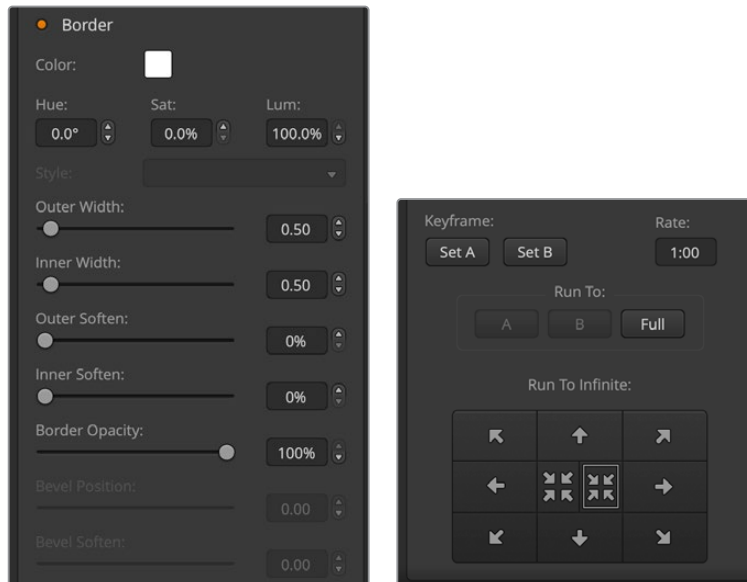 Border
Color:
Hue: Sat: Lum:
0.0° 0.0% 100.0%
Style:
Outer Width:
0.50
Inner Width:
0.50
Outer Soften:
0%
Inner Soften:
0%
Border Opacity:
100%
Bevel Position:
0.00
Bevel Soften:
0.00
Keyframe: Rate:
Set A Set B 1:00
Run To:
A B Full
Run To Infinite: